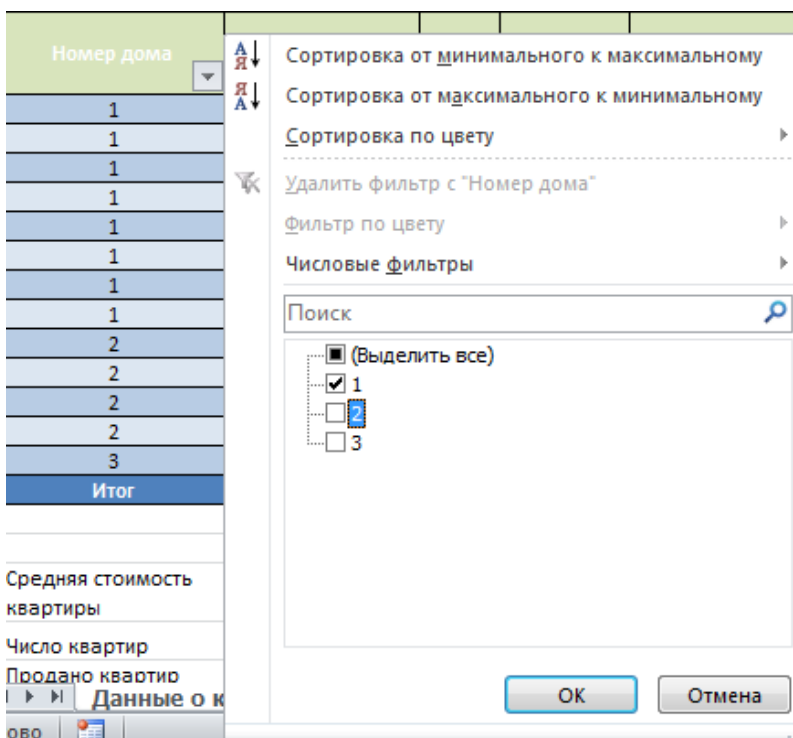 Номер дома
1
1
1
1
1
1
1
1
2
2
2
2
3
Итог
Средняя стоимость
квартиры
Число квартир
Продано квартир
Данные о к
ово
Сортировка от минимального к максимальному
Сортировка от максимального к минимальному
Сортировка по цвету
Удалить фильтр с "Номер дома"
Фильтр по цвету
Числовые фильтры
Поиск
(Выделить все)
1
2
3
ОК
Отмена